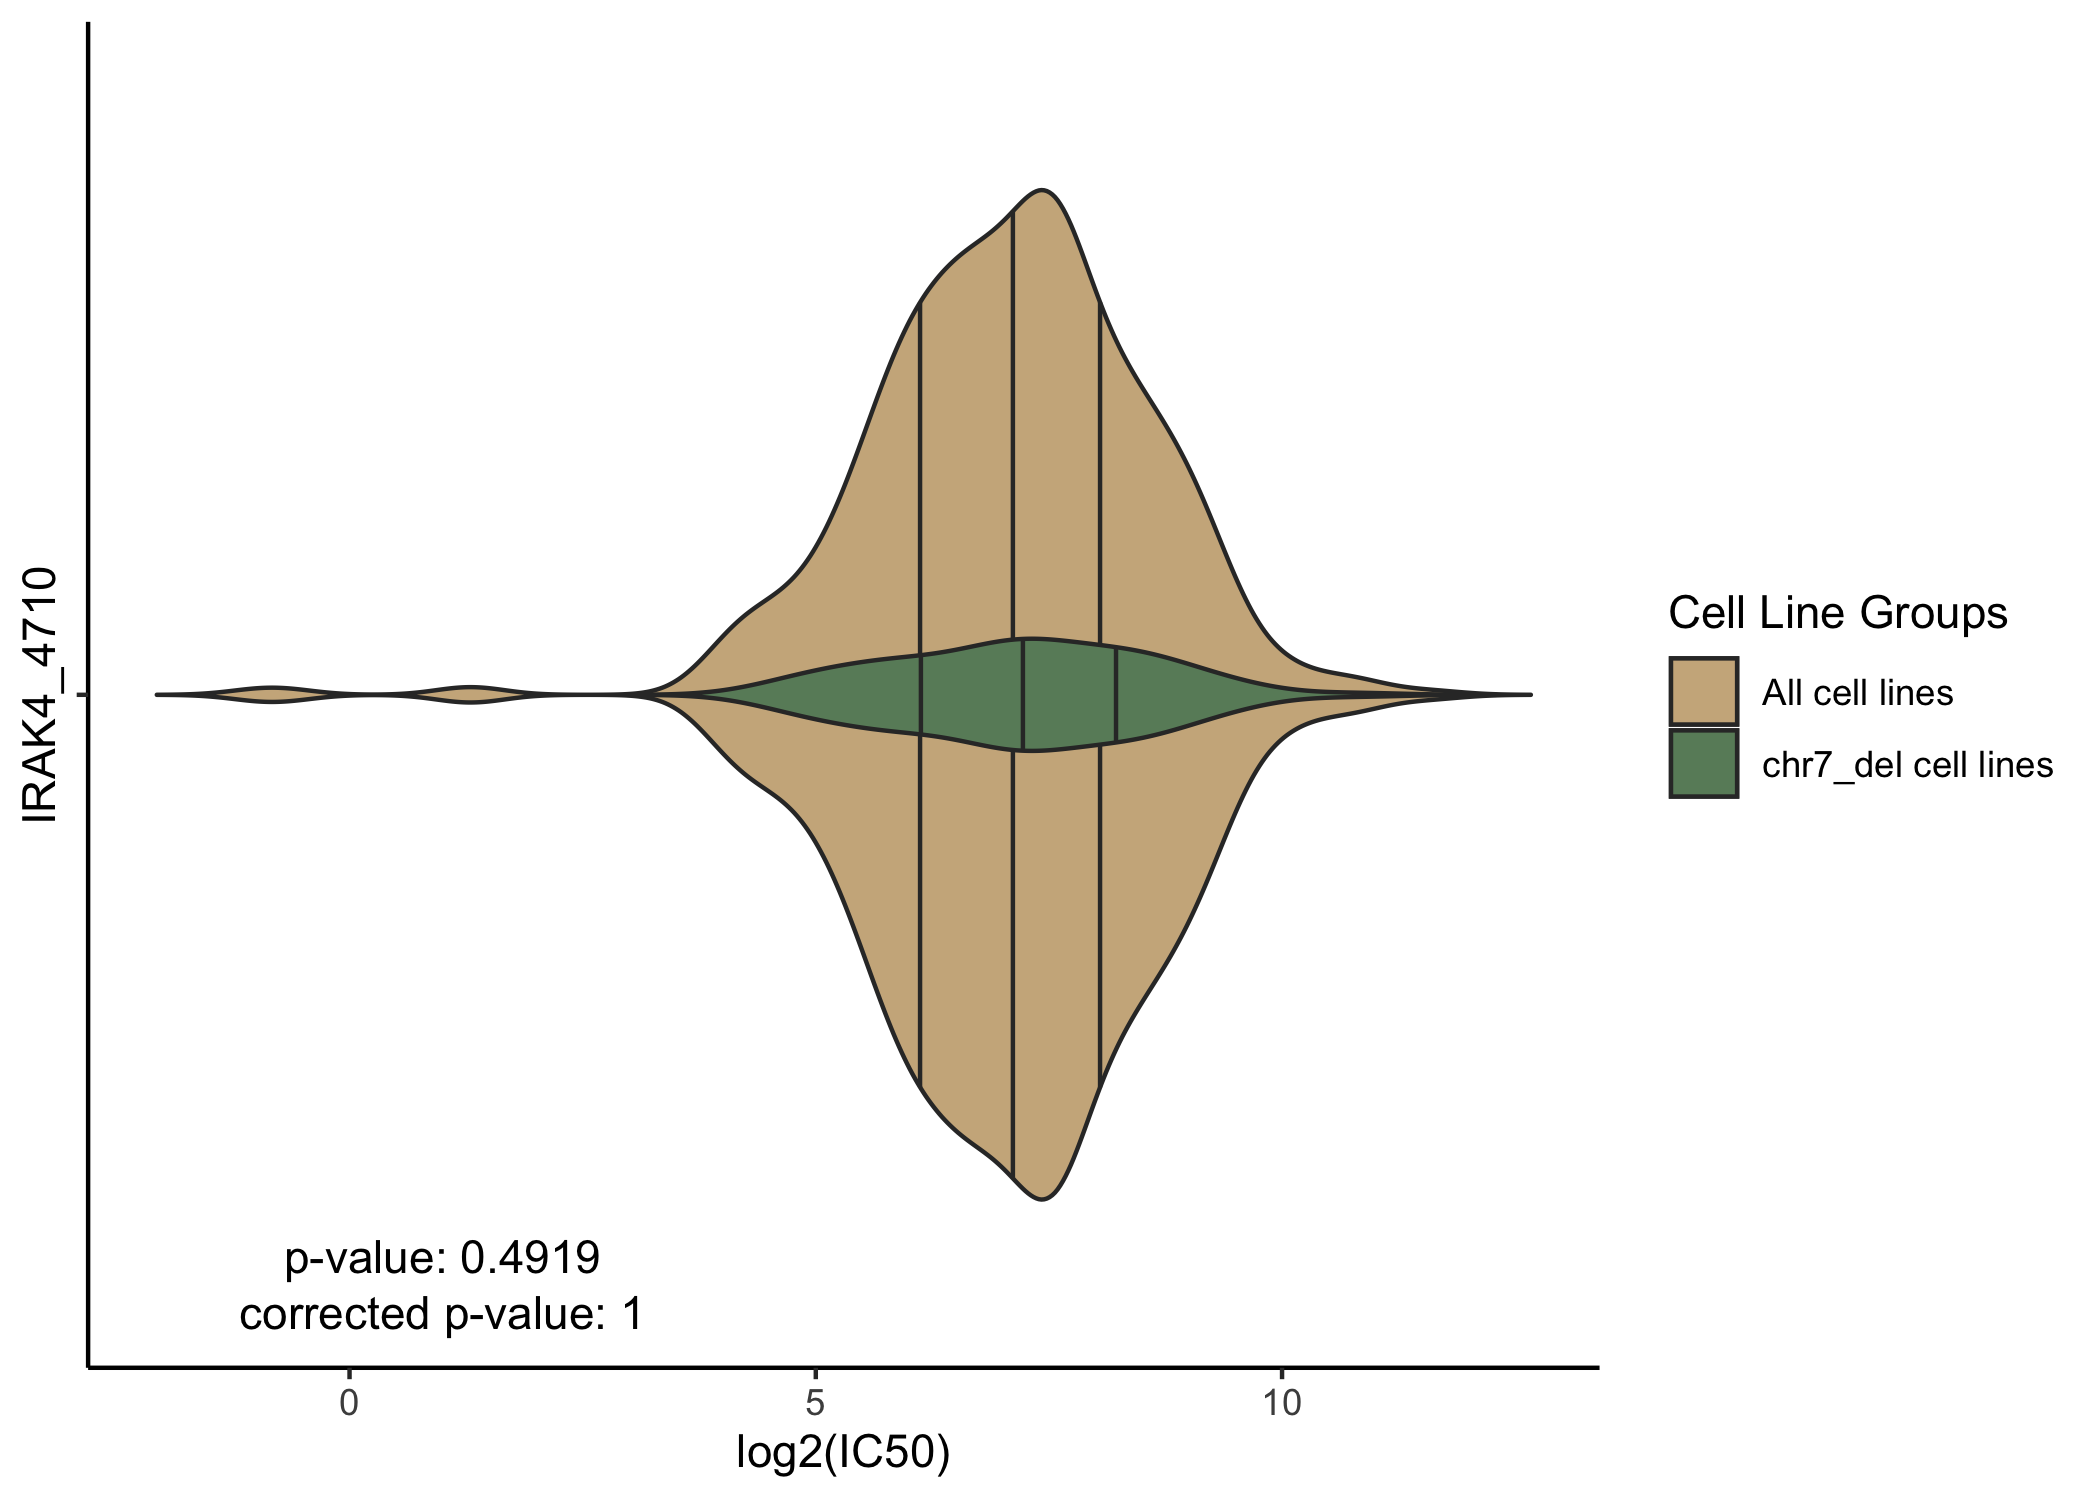 IRAK4_4710
p-value: 0.4919
corrected p-value: 1
0 5 10
log2(IC50)
Cell Line Groups
All cell lines
chr7_del cell lines